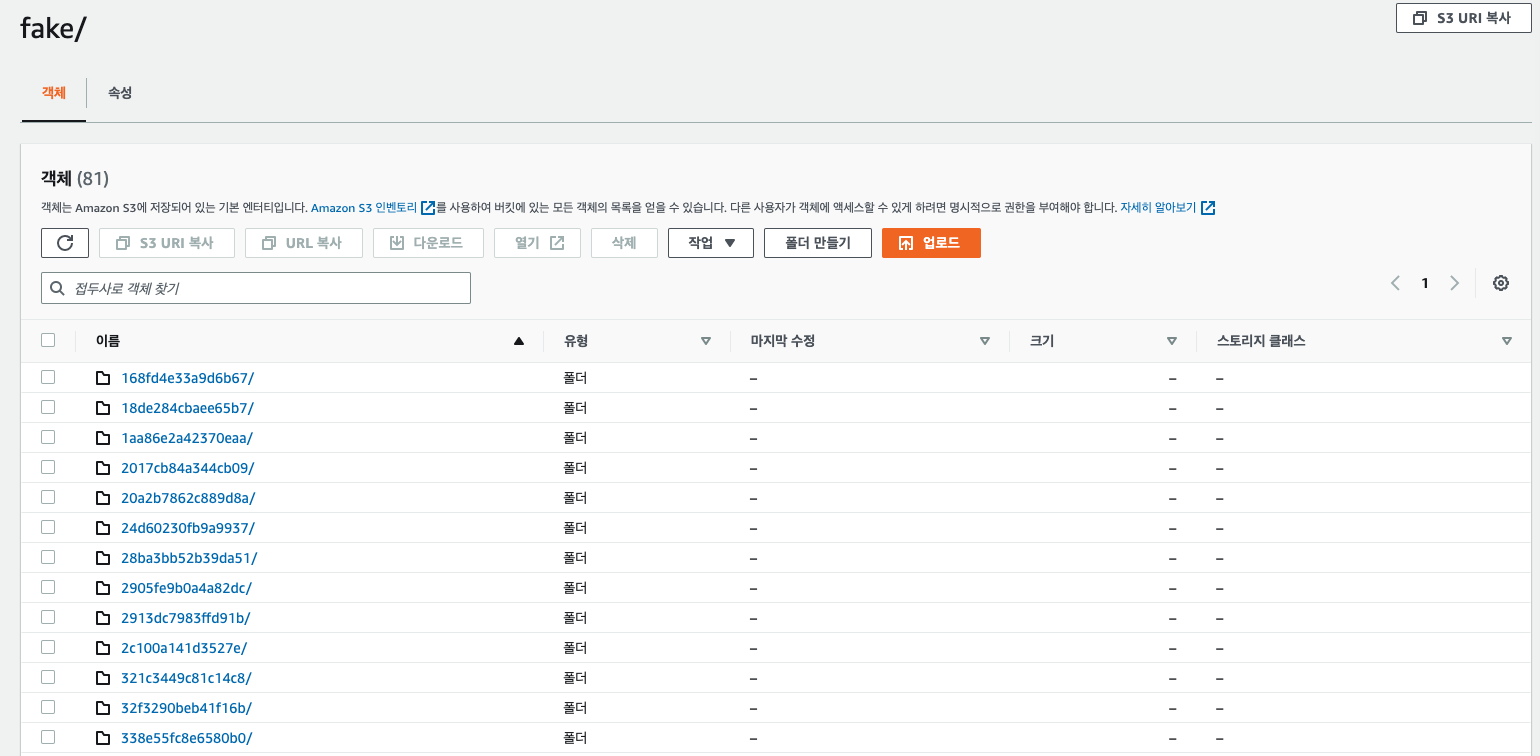 fake/
S3 URI 복사
객체 속성
객체 (81)
객체는 Amazon S3에 저장되어 있는 기본 엔터티입니다. Amazon S3 인벤토리를 사용하여 버킷에 있는 모든 객체의 목록을 얻을 수 있습니다. 다른 사용자가 객체에 액세스할 수 있게 하려면 명시적으로 권한을 부여해야 합니다. 자세히 알아보기
S3 URI 복사 URL 복사 다운로드 열기 삭제 작업 폴더 만들기 업로드
접두사로 객체 찾기 1
이름 유형 마지막 수정 크기 스토리지 클래스
168fd4e33a9d6b67/ 폴더 – – –
18de284cbaee65b7/ 폴더 – – –
1aa86e2a42370eaa/ 폴더 – – –
2017cb84a344cb09/ 폴더 – – –
20a2b7862c889d8a/ 폴더 – – –
24d60230fb9a9937/ 폴더 – – –
28ba3bb52b39da51/ 폴더 – – –
2905fe9b0a4a82dc/ 폴더 – – –
2913dc7983ffd91b/ 폴더 – – –
2c100a141d3527e/ 폴더 – – –
321c3449c81c14c8/ 폴더 – – –
32f3290beb41f16b/ 폴더 – – –
338e55fc8e6580b0/ 폴더 – – –